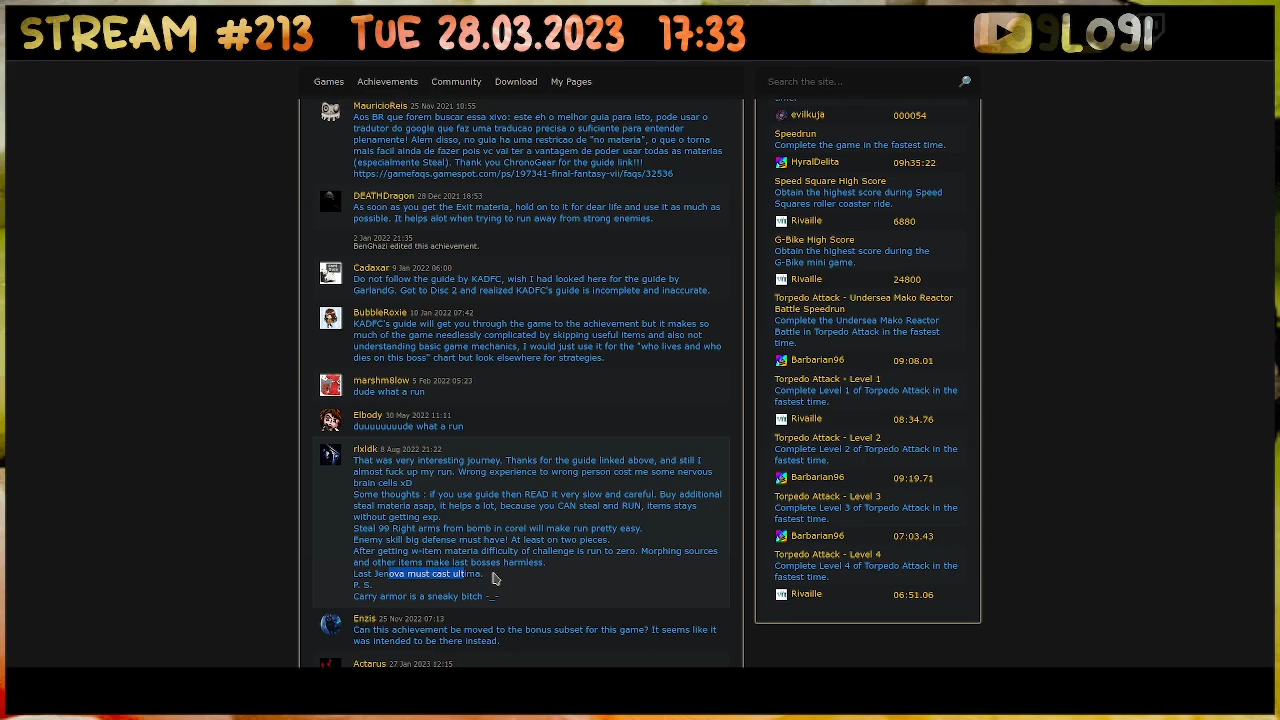 STREAM #213 TUE 28.03.2023 17:33
Games Achievements Community Download My Pages
Search the site...
MauricioReis 25 Nov 2021 10:55
Aos BR que forem buscar essa xivo: este eh o melhor guia para isto, pode usar o
tradutor do google que faz uma traducao precisa o suficiente para entender
plenamente! Alem disso, no guia ha uma restricao de "no materia", o que o torna
mais facil ainda de fazer pois vc vai ter a vantagem de poder usar todas as materias
(especialmente Steal). Thank you ChronoGear for the guide link!!!
https://gamefaqs.gamespot.com/ps/197341-final-fantasy-vii/faqs/32536
DEATHDragon 28 Dec 2021 18:53
As soon as you get the Exit materia, hold on to it for dear life and use it as much as
possible. It helps alot when trying to run away from strong enemies.
2 Jan 2022 21:35
BenGhazi edited this achievement.
Cadaxar 9 Jan 2022 06:00
Do not follow the guide by KADFC, wish I had looked here for the guide by
GarlandG. Got to Disc 2 and realized KADFC's guide is incomplete and inaccurate.
BubbleRoxie 10 Jan 2022 07:42
KADFC's guide will get you through the game to the achievement but it makes so
much of the game needlessly complicated by skipping useful items and also not
understanding basic game mechanics, I would just use it for the "who lives and who
dies on this boss" chart but look elsewhere for strategies.
marshm8low 5 Feb 2022 05:23
dude what a run
Elbody 30 May 2022 11:11
duuuuuuuude what a run
rlxldk 8 Aug 2022 21:22
That was very interesting journey. Thanks for the guide linked above, and still I
almost fuck up my run. Wrong experience to wrong person cost me some nervous
brain cells xD
Some thoughts : if you use guide then READ it very slow and careful. Buy additional
steal materia asap, it helps a lot, because you CAN steal and RUN, items stays
without getting exp.
Steal 99 Right arms from bomb in corel will make run pretty easy.
Enemy skill big defense must have! At least on two pieces.
After getting w-item materia difficulty of challenge is run to zero. Morphing sources
and other items make last bosses harmless.
Last Jenova must cast ultima.
P. S.
Carry armor is a sneaky bitch -_-
Enzis 25 Nov 2022 07:13
Can this achievement be moved to the bonus subset for this game? It seems like it
was intended to be there instead.
Actarus 27 Jan 2023 12:15
evilkuja 000054
Speedrun
Complete the game in the fastest time.
HyralDelita 09h35:22
Speed Square High Score
Obtain the highest score during Speed
Squares roller coaster ride.
Rivaille 6880
G-Bike High Score
Obtain the highest score during the
G-Bike mini game.
Rivaille 24800
Torpedo Attack - Undersea Mako Reactor
Battle Speedrun
Complete the Undersea Mako Reactor
Battle in Torpedo Attack in the fastest
time.
Barbarian96 09:08.01
Torpedo Attack - Level 1
Complete Level 1 of Torpedo Attack in the
fastest time.
Rivaille 08:34.76
Torpedo Attack - Level 2
Complete Level 2 of Torpedo Attack in the
fastest time.
Barbarian96 09:19.71
Torpedo Attack - Level 3
Complete Level 3 of Torpedo Attack in the
fastest time.
Barbarian96 07:03.43
Torpedo Attack - Level 4
Complete Level 4 of Torpedo Attack in the
fastest time.
Rivaille 06:51.06